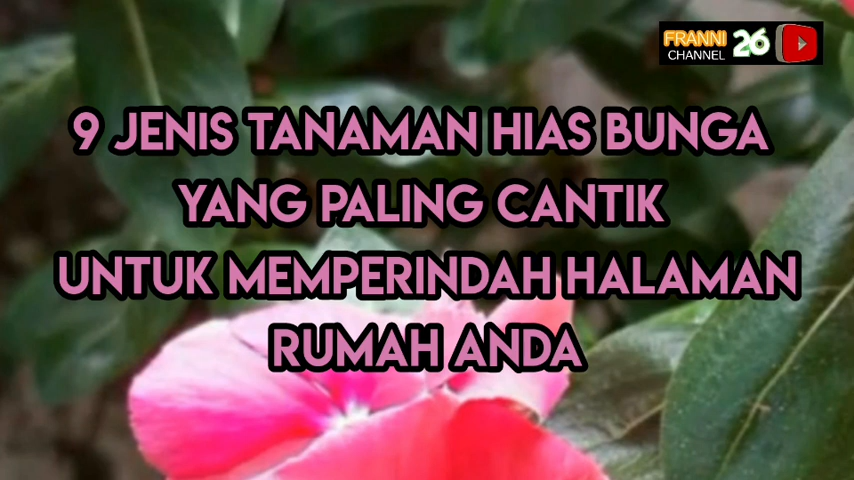 FRANNI
CHANNEL
26
9 JENIS TANAMAN HIAS BUNGA
YANG PALING CANTIK
UNTUK MEMPERINDAH HALAMAN
RUMAH ANDA